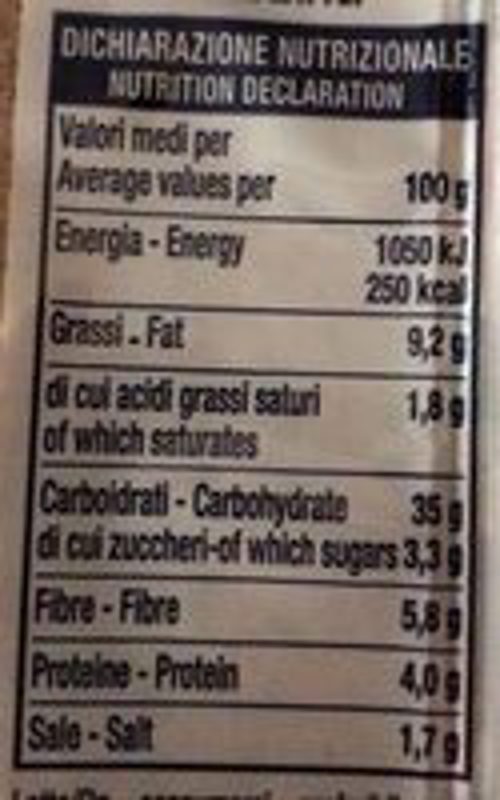 DICHIARAZIONE NUTRIZIONALE
NUTRITION DECLARATION
Valori medi per
Average values per 100 g
Energia - Energy 1050 kJ
250 kcal
Grassi - Fat 9,2 g
di cui acidi grassi saturi 1,8 g
of which saturates
Carboidrati - Carbohydrate 35 g
di cui zuccheri-of which sugars 3,3 g
Fibre - Fibre 5,8 g
Proteine - Protein 4,0 g
Sale - Salt 1,7 g